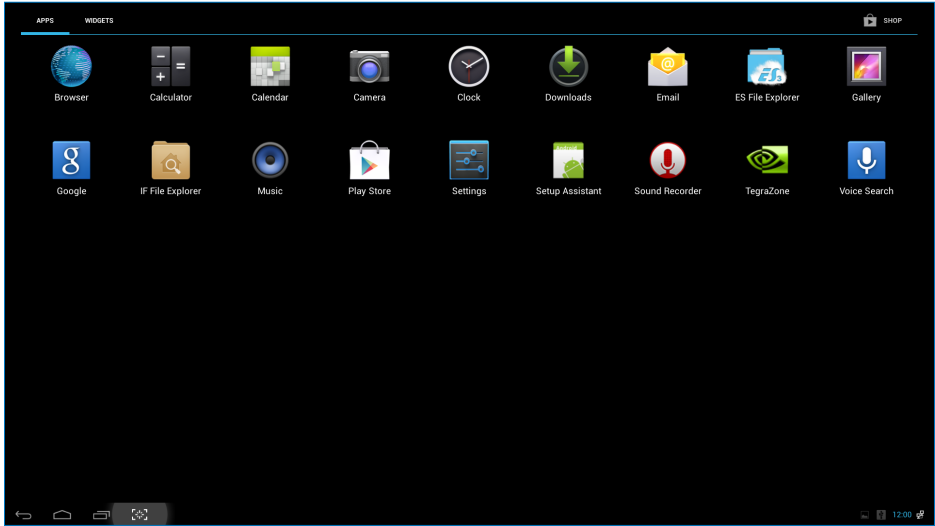 APPS WIDGETS SHOP
Browser Calculator Calendar Camera Clock Downloads Email ES File Explorer Gallery
Google IF File Explorer Music Play Store Settings Setup Assistant Sound Recorder TegraZone Voice Search
12:00